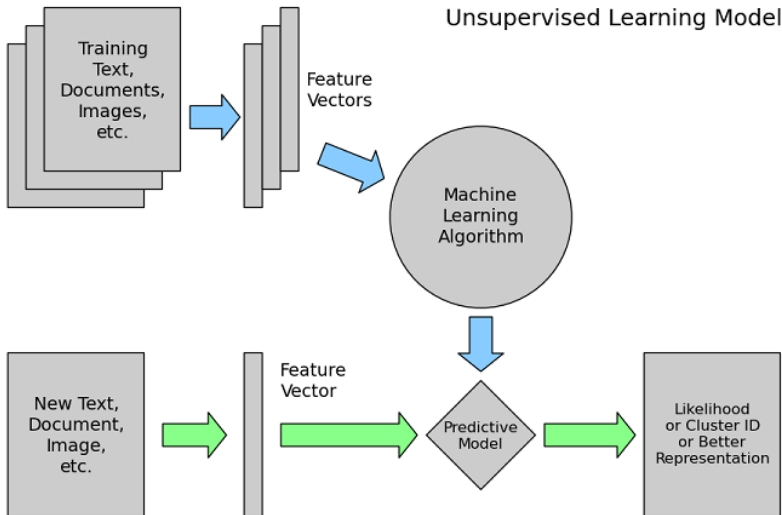 Unsupervised Learning Model
Training
Text,
Documents,
Images,
etc.
Feature
Vectors
Machine
Learning
Algorithm
New Text,
Document,
Image,
etc.
Feature
Vector
Predictive
Model
Likelihood
or Cluster ID
or Better
Representation